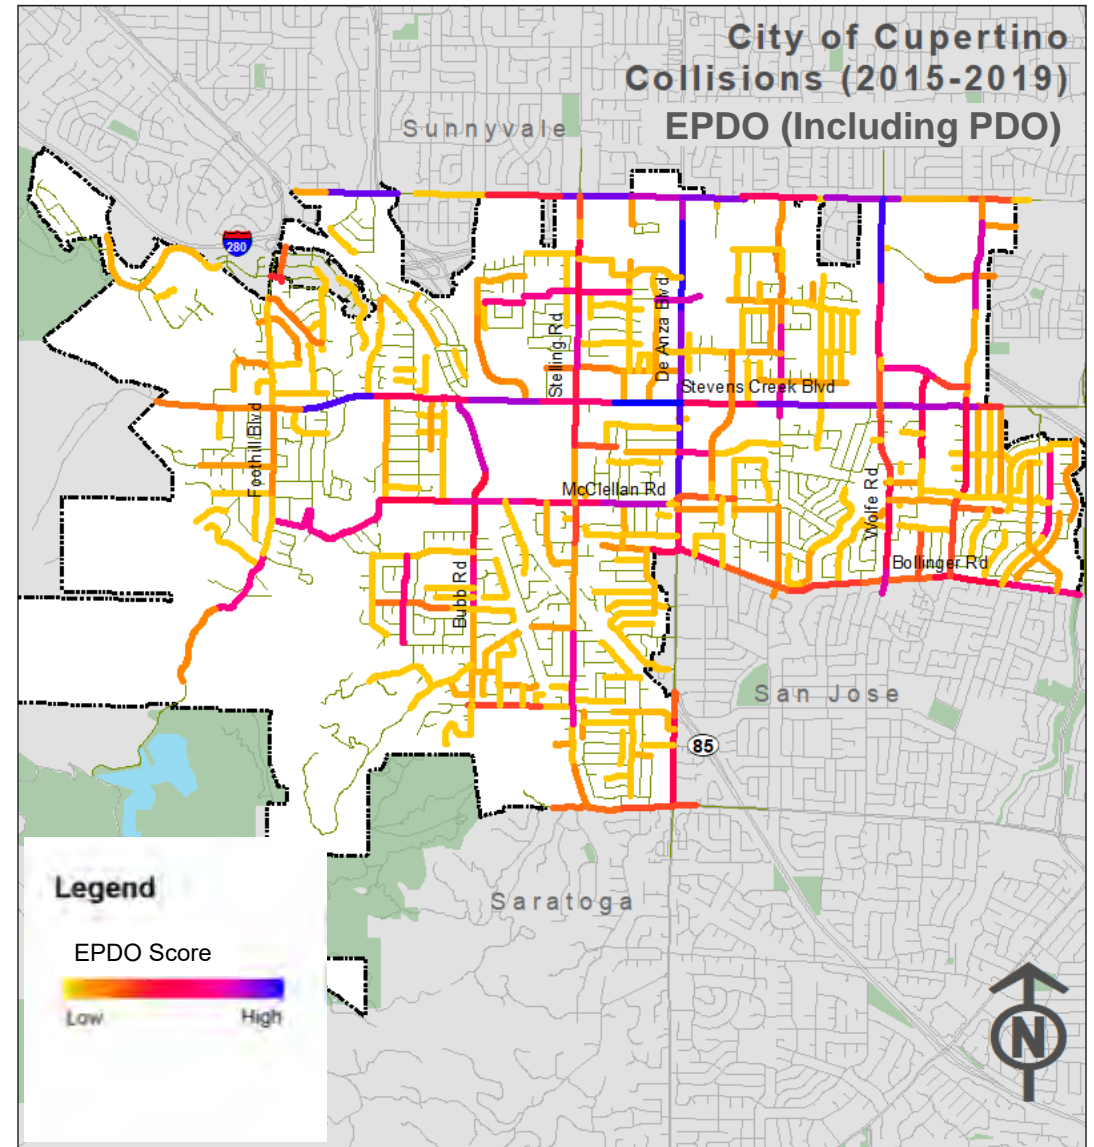 City of Cupertino
Collisions (2015-2019)
EPDO (Including PDO)
Sunnyvale
280
De Anza Blvd
Stelling Rd
Stevens Creek Blvd
Foothill Blvd
McClellan Rd
Wolfe Rd
Bollinger Rd
Bubb Rd
San Jose
85
Legend
Saratoga
EPDO Score
Low High
N